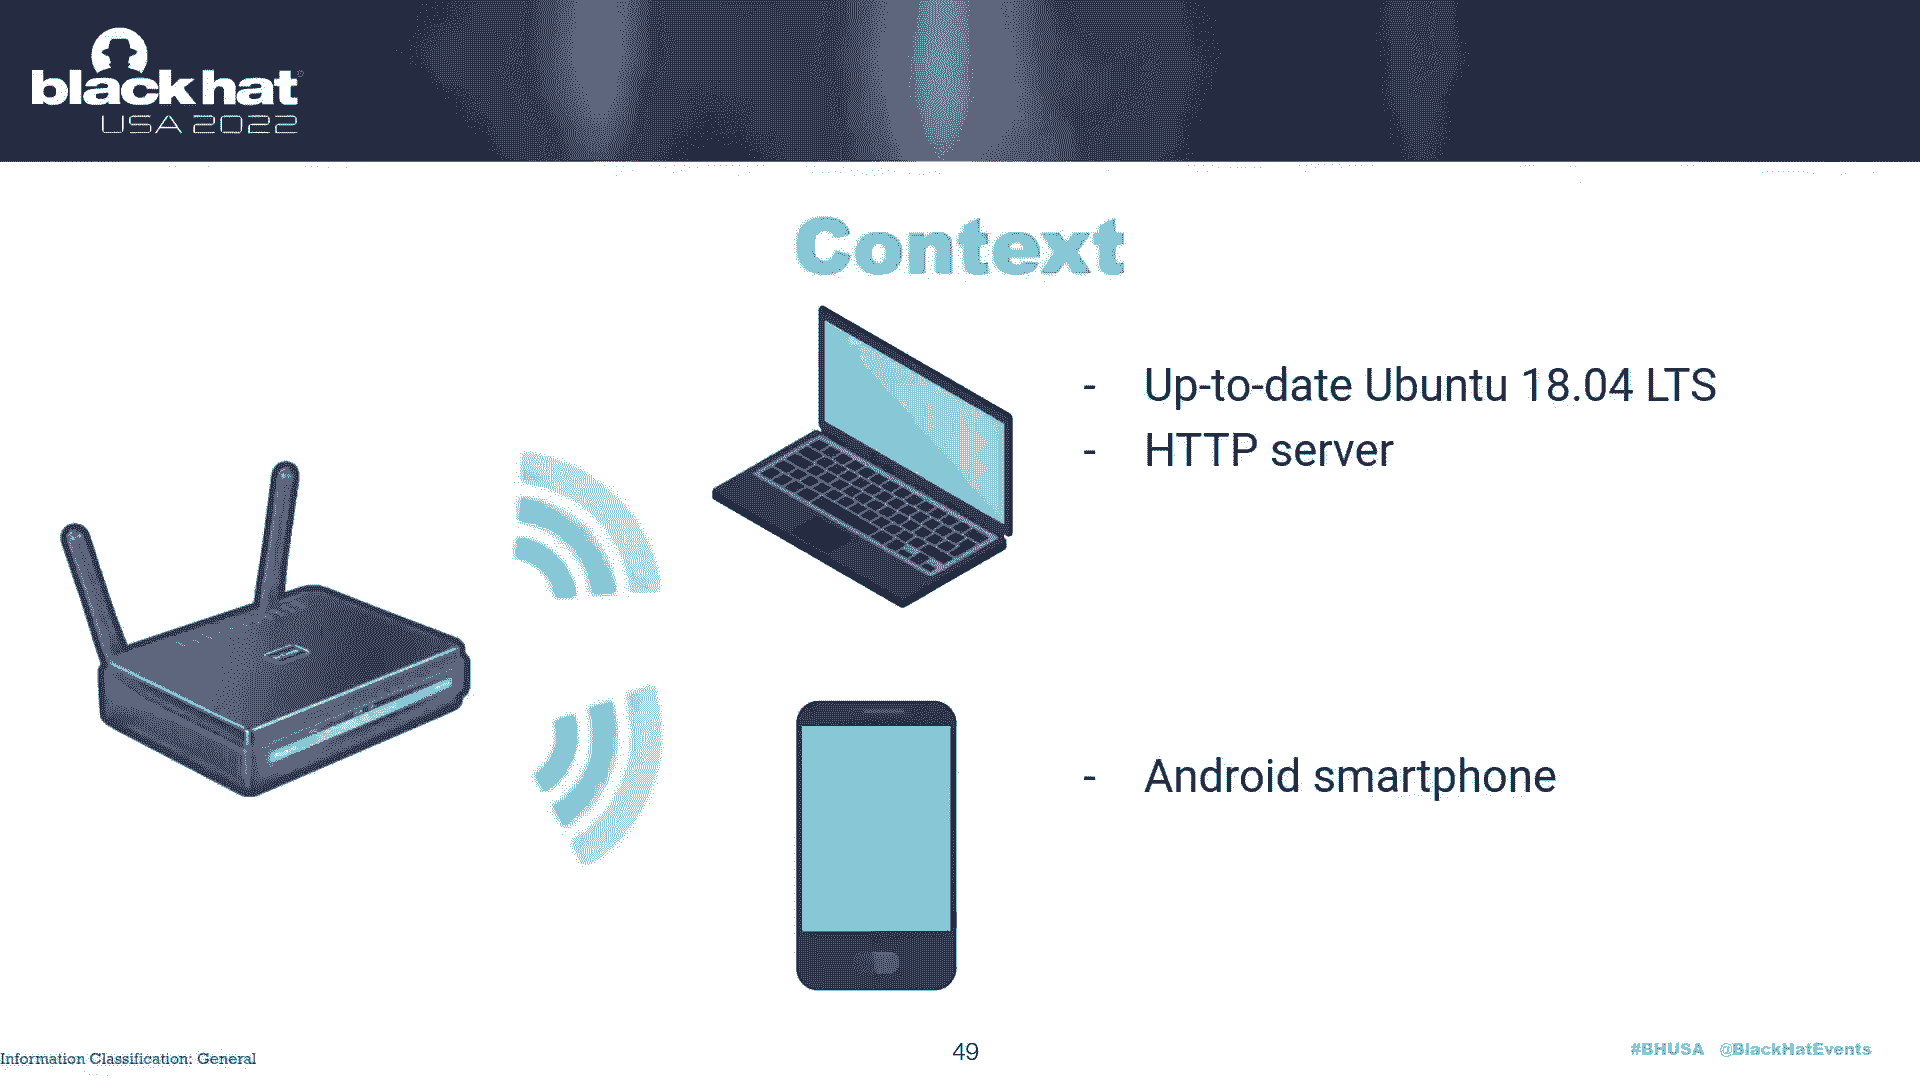 black hat
USA 2022
Context
- Up-to-date Ubuntu 18.04 LTS
- HTTP server
- Android smartphone
Information Classification: General
49
#BHUSA @BlackHatEvents